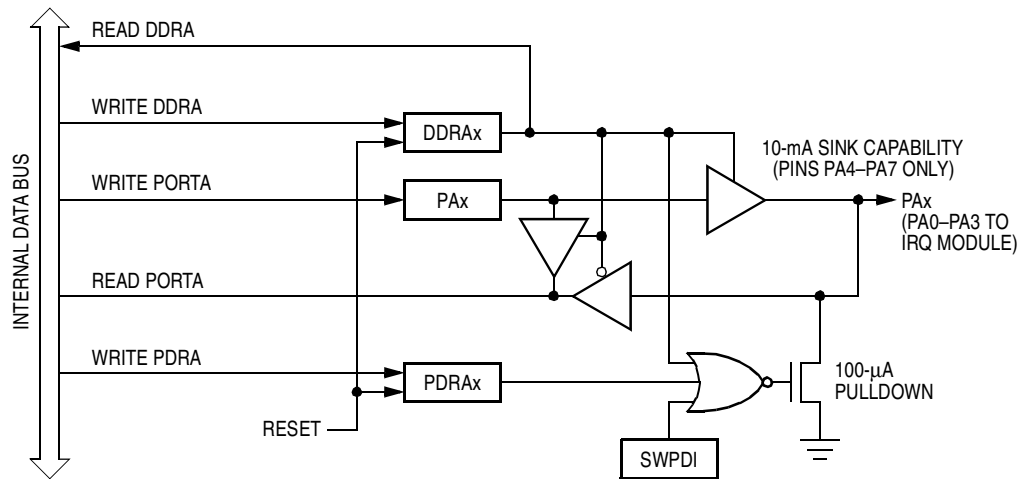 READ DDRA
WRITE DDRA
DDRAx
10-mA SINK CAPABILITY
(PINS PA4–PA7 ONLY)
INTERNAL DATA BUS
WRITE PORTA
PAx
PAx
(PA0–PA3 TO
IRQ MODULE)
READ PORTA
WRITE PDRA
PDRAx
100-μA
PULLDOWN
RESET
SWPDI